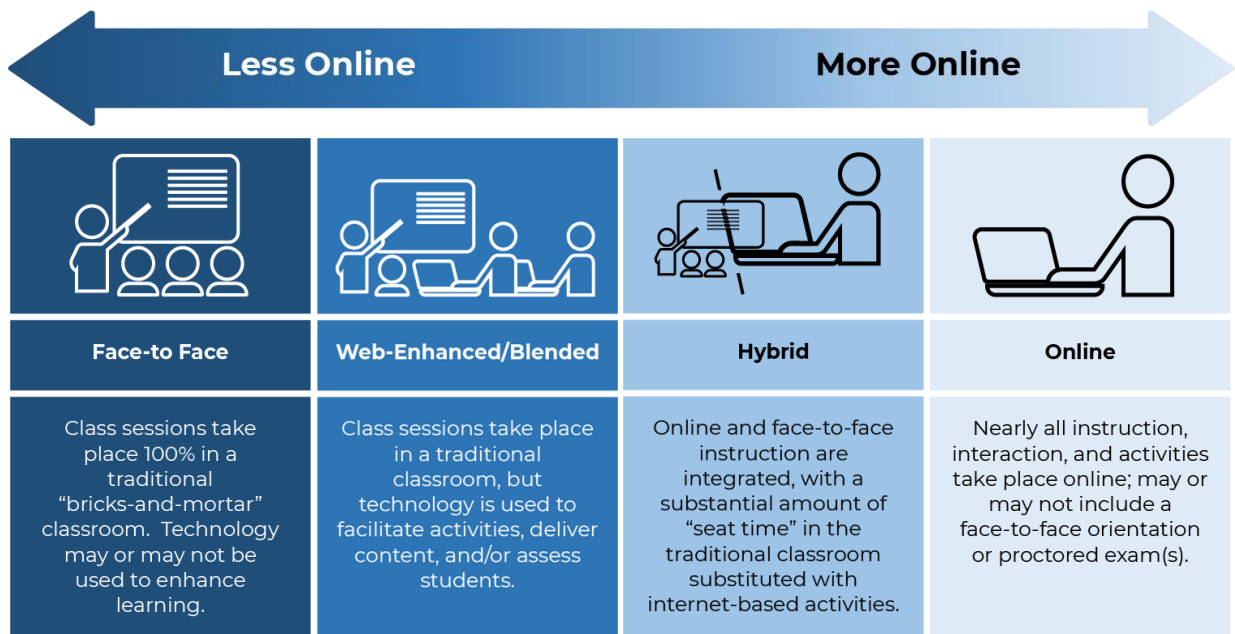 Less Online
More Online
Face-to Face
Web-Enhanced/Blended
Hybrid
Online
Class sessions take
place 100% in a
traditional
“bricks-and-mortar”
classroom.  Technology
may or may not be
used to enhance
learning.
Class sessions take place
in a traditional
classroom, but
technology is used to
facilitate activities, deliver
content, and/or assess
students.
Online and face-to-face
instruction are
integrated, with a
substantial amount of
“seat time” in the
traditional classroom
substituted with
internet-based activities.
Nearly all instruction,
interaction, and activities
take place online; may or
may not include a
face-to-face orientation
or proctored exam(s).